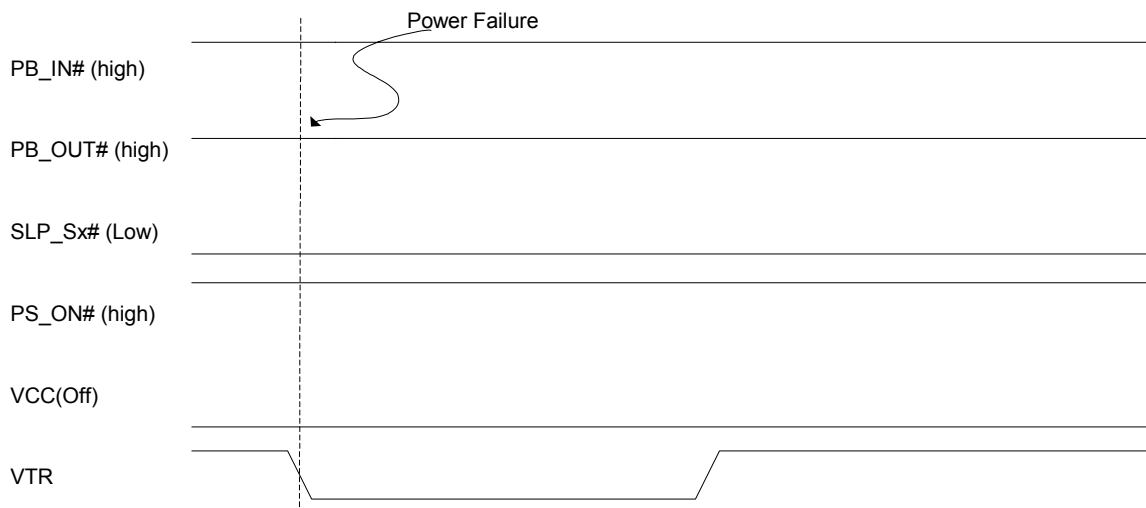 Power Failure
PB_IN# (high)
PB_OUT# (high)
SLP_Sx# (Low)
PS_ON# (high)
VCC(Off)
VTR